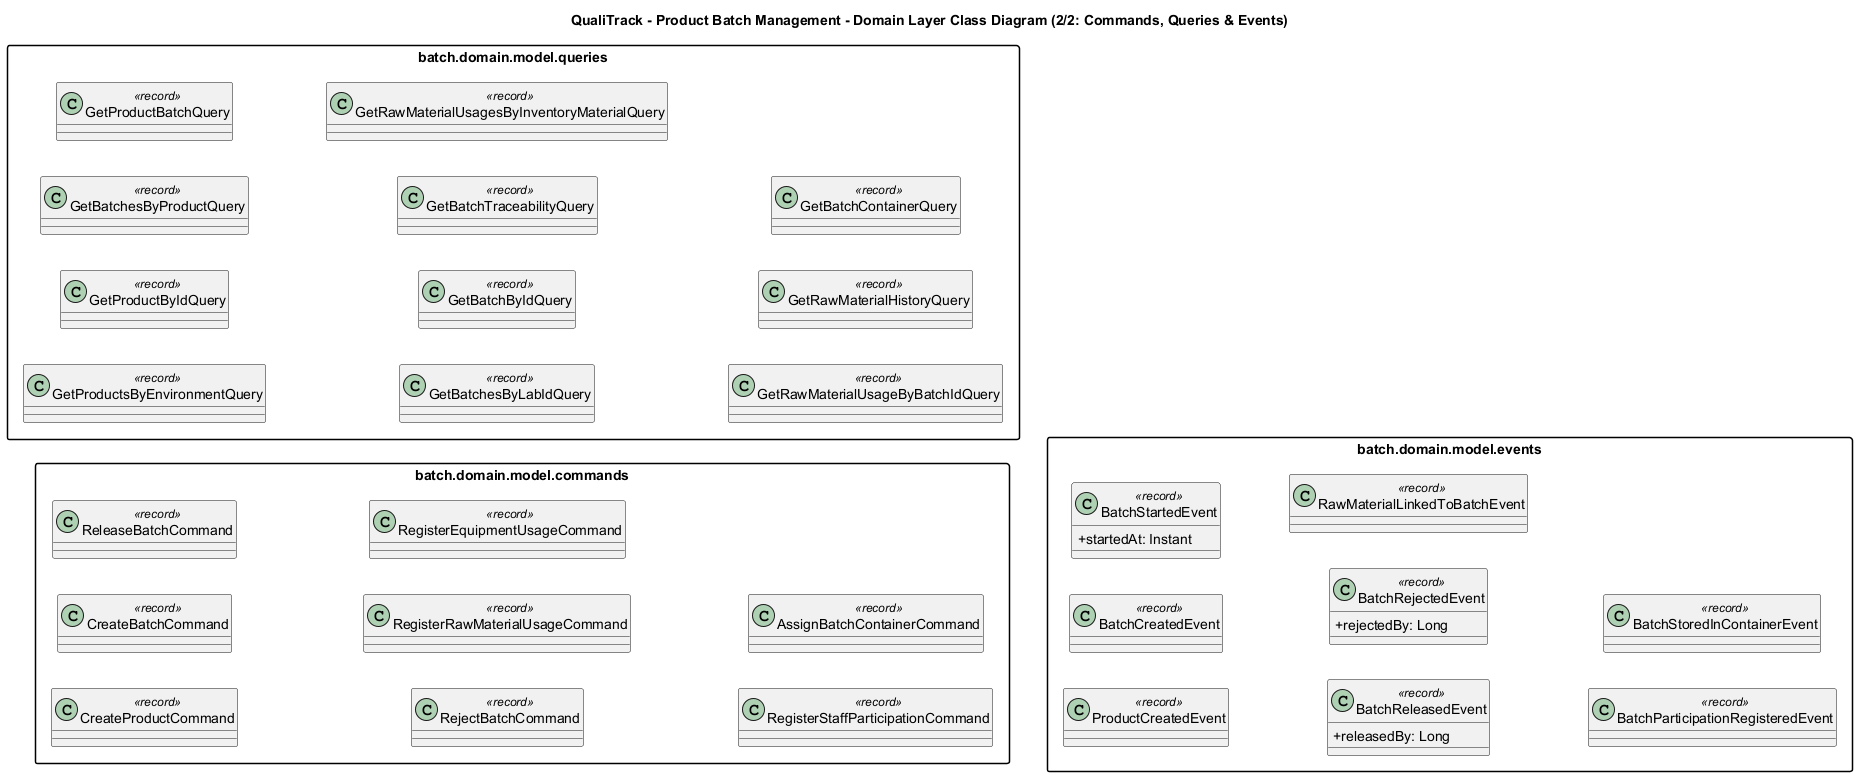 QualiTrack - Product Batch Management - Domain Layer Class Diagram (2/2: Commands, Queries & Events)
batch.domain.model.queries
C «record» GetProductBatchQuery
C «record» GetRawMaterialUsagesByInventoryMaterialQuery
C «record» GetBatchesByProductQuery
C «record» GetBatchTraceabilityQuery
C «record» GetBatchContainerQuery
C «record» GetProductByIdQuery
C «record» GetBatchByIdQuery
C «record» GetRawMaterialHistoryQuery
C «record» GetProductsByEnvironmentQuery
C «record» GetBatchesByLabIdQuery
C «record» GetRawMaterialUsageByBatchIdQuery
batch.domain.model.commands
C «record» ReleaseBatchCommand
C «record» RegisterEquipmentUsageCommand
C «record» CreateBatchCommand
C «record» RegisterRawMaterialUsageCommand
C «record» AssignBatchContainerCommand
C «record» CreateProductCommand
C «record» RejectBatchCommand
C «record» RegisterStaffParticipationCommand
batch.domain.model.events
C «record» BatchStartedEvent
+startedAt: Instant
C «record» RawMaterialLinkedToBatchEvent
C «record» BatchCreatedEvent
C «record» BatchRejectedEvent
+rejectedBy: Long
C «record» BatchStoredInContainerEvent
C «record» ProductCreatedEvent
C «record» BatchReleasedEvent
+releasedBy: Long
C «record» BatchParticipationRegisteredEvent